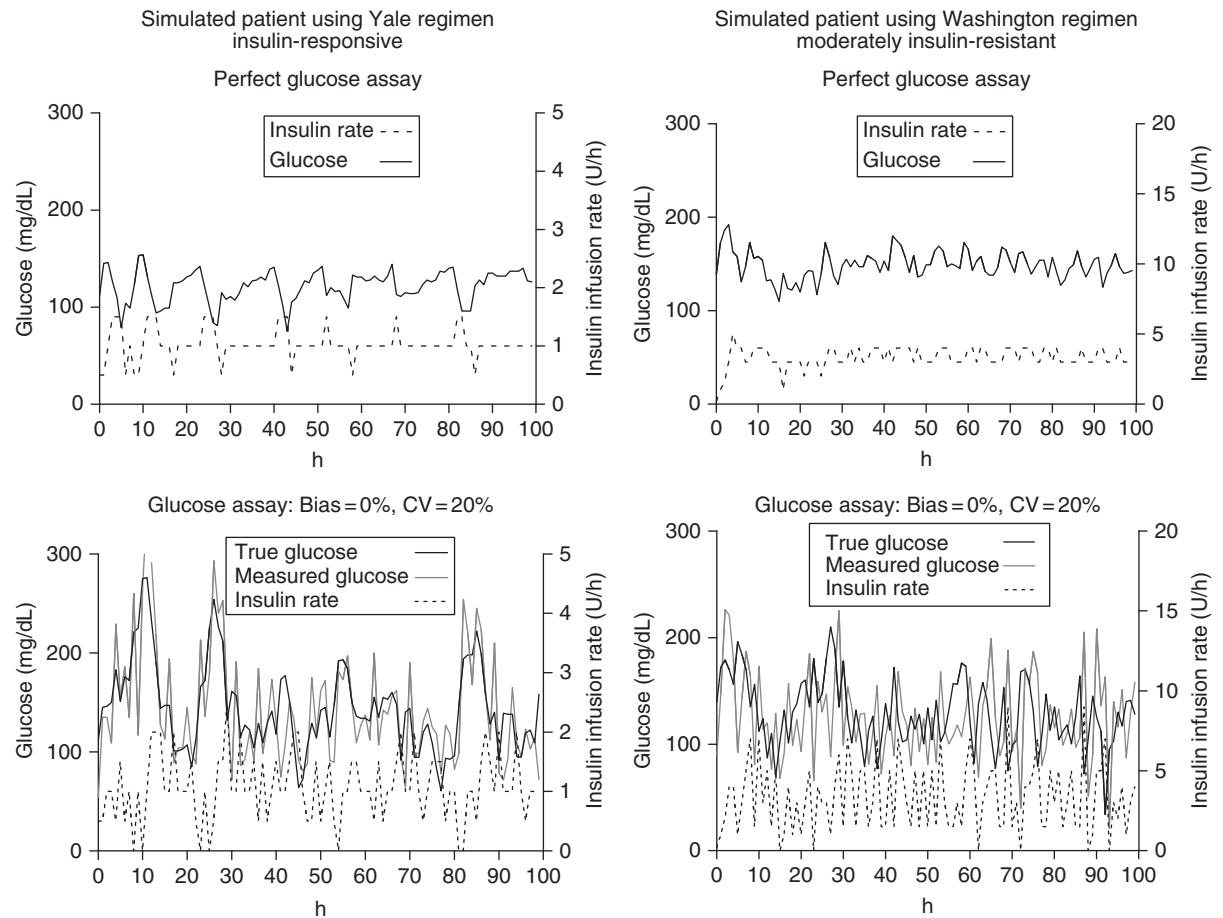 Simulated patient using Yale regimen
insulin-responsive
Perfect glucose assay
Insulin rate
Glucose
Glucose (mg/dL)
300
200
100
0
Insulin infusion rate (U/h)
5
4
3
2
1
0
0 10 20 30 40 50 60 70 80 90 100
h
Simulated patient using Washington regimen
moderately insulin-resistant
Perfect glucose assay
Insulin rate
Glucose
Glucose (mg/dL)
300
200
100
0
Insulin infusion rate (U/h)
20
15
10
5
0
0 10 20 30 40 50 60 70 80 90 100
h
Glucose assay: Bias=0%, CV=20%
True glucose
Measured glucose
Insulin rate
Glucose (mg/dL)
300
200
100
0
Insulin infusion rate (U/h)
5
4
3
2
1
0
0 10 20 30 40 50 60 70 80 90 100
h
Glucose assay: Bias=0%, CV=20%
True glucose
Measured glucose
Insulin rate
Glucose (mg/dL)
300
200
100
0
Insulin infusion rate (U/h)
20
15
10
5
0
0 10 20 30 40 50 60 70 80 90 100
h